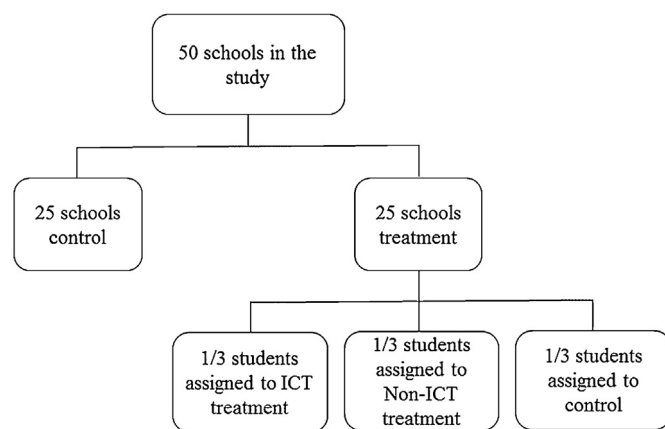 50 schools in the
study
25 schools
control
25 schools
treatment
1/3 students
assigned to ICT
treatment
1/3 students
assigned to
Non-ICT
treatment
1/3 students
assigned to
control